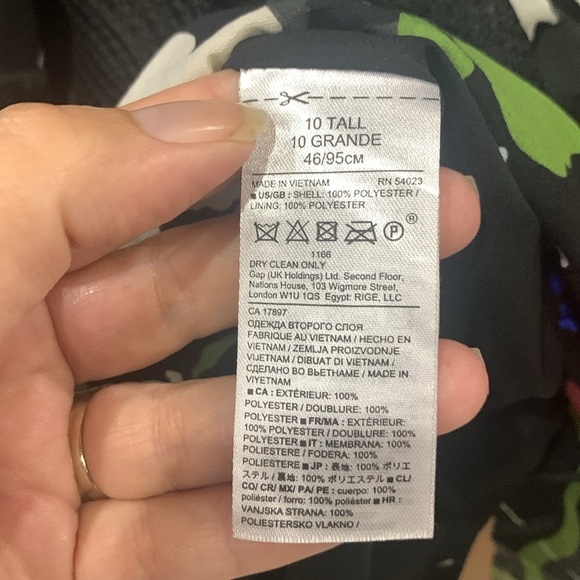 10 TALL
10 GRANDE
46/95см
MADE IN VIETNAM RN 54023
■ US/GB : SHELL: 100% POLYESTER /
LINING: 100% POLYESTER
P ®
1166
DRY CLEAN ONLY
Gap (UK Holdings) Ltd. Second Floor,
Nations House, 103 Wigmore Street,
London W1U 1QS Egypt: RIGE, LLC
CA 17897
ОДЕЖДА ВТОРОГО СЛОЯ
FABRIQUÉ AU VIETNAM / HECHO EN
VIETNAM / ZEMLJA PROIZVODNJE
VIJETNAM / DIBUAT DI VIETNAM /
СДЕЛАНО ВО ВЬЕТНАМЕ / MADE IN
VIYETNAM
■ CA : EXTÉRIEUR: 100%
POLYESTER / DOUBLURE: 100%
POLYESTER ■ FR/MA : EXTÉRIEUR:
100% POLYESTER / DOUBLURE: 100%
POLYESTER ■ IT : MEMBRANA: 100%
POLIESTERE / FODERA: 100%
POLIESTERE ■ JP : 表地: 100% ポリエ
ステル / 裏地: 100% ポリエステル ■ CL/
CO/ CR/ MX/ PA/ PE : cuerpo: 100%
poliéster / forro: 100% poliéster ■ HR :
VANJSKA STRANA: 100%
POLIESTERSKO VLAKNO /